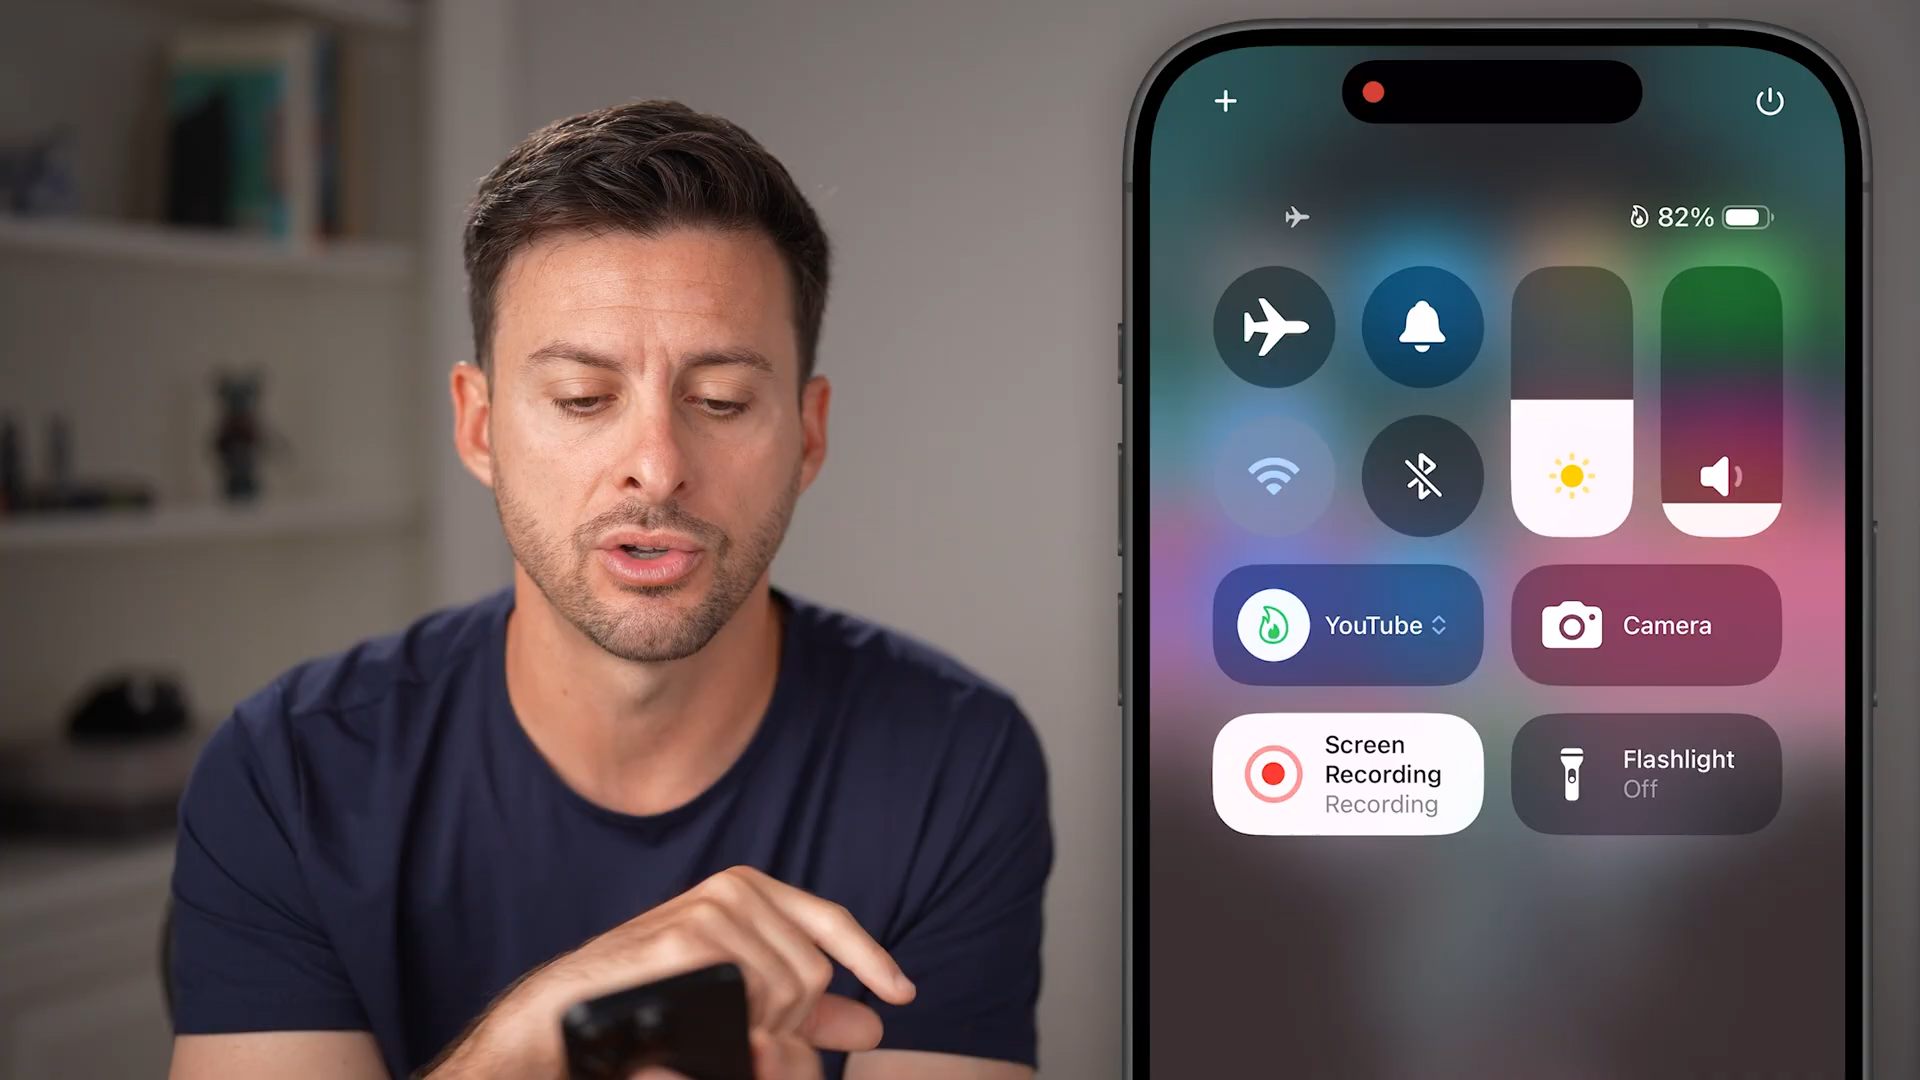 82%
YouTube
Camera
Screen
Recording
Recording
Flashlight
Off